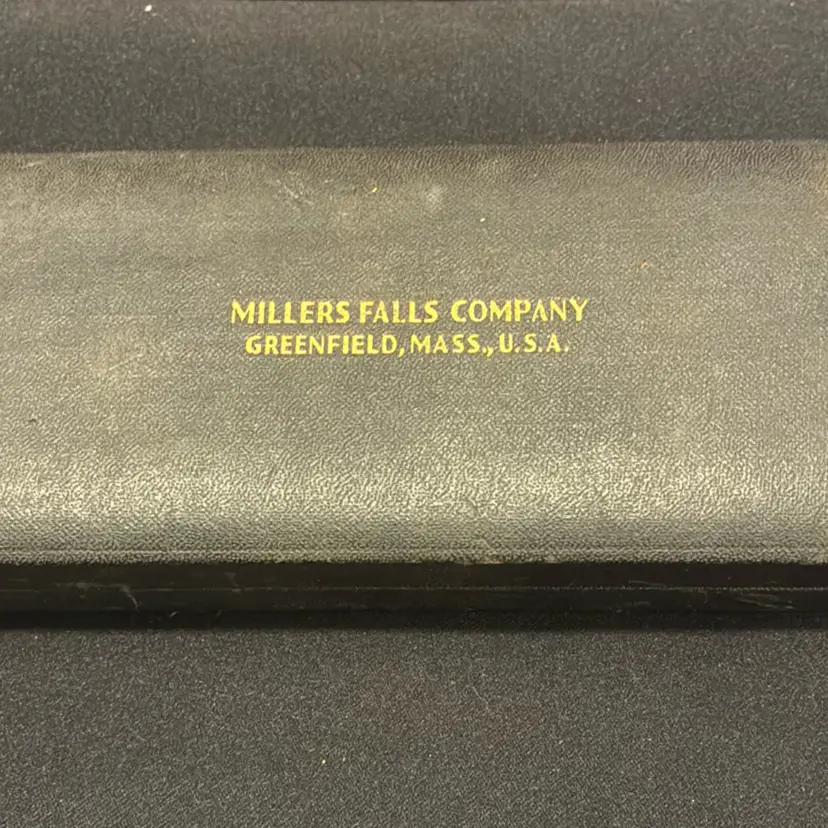 MILLERS FALLS COMPANY
GREENFIELD, MASS., U.S.A.